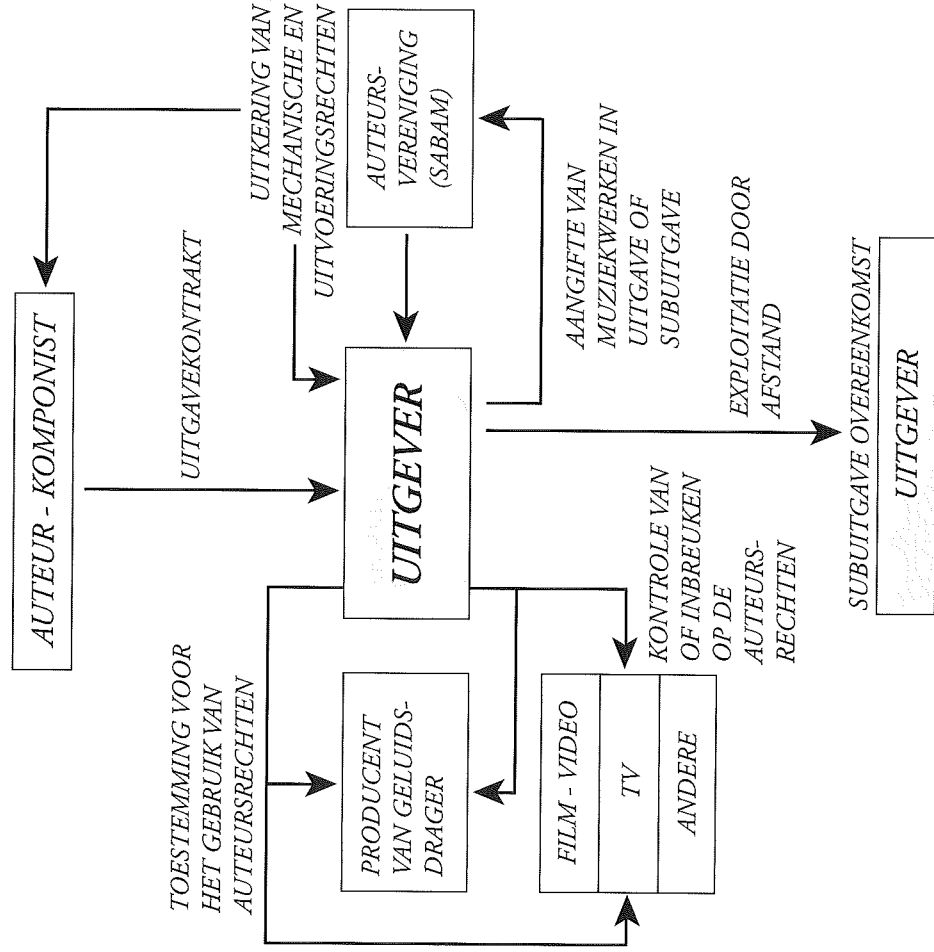 AUTEUR - KOMPONIST
UITGAVEKONTRAKT
UITKERING VAN
MECHANISCHE EN
UITVOERINGSRECHTEN
TOESTEMMING VOOR
HET GEBRUIK VAN
AUTEURSRECHTEN
PRODUCENT
VAN GELUIDS-
DRAGER
UITGEVER
AUTEURS-
VERENIGING
(SABAM)
FILM - VIDEO
TV
ANDERE
KONTROLE VAN
OF INBREUKEN
OP DE
AUTEURS-
RECHTEN
AANGIFTE VAN
MUZIEKWERKEN IN
UITGAVE OF
SUBUITGAVE
EXPLOITATIE DOOR
AFSTAND
SUBUITGAVE OVEREENKOMST
UITGEVER